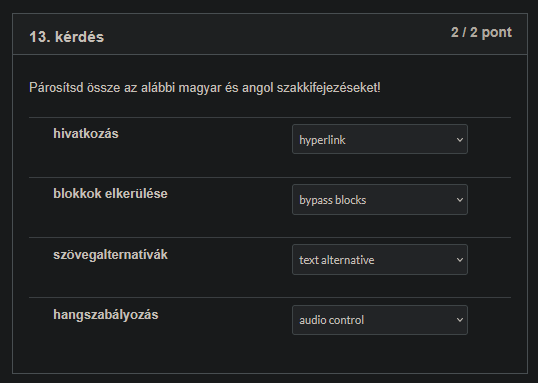 13. kérdés
2 / 2 pont
Párosítsd össze az alábbi magyar és angol szakkifejezéseket!
hivatkozás
hyperlink
blokkok elkerülése
bypass blocks
szövegalternatívák
text alternative
hangszabályozás
audio control